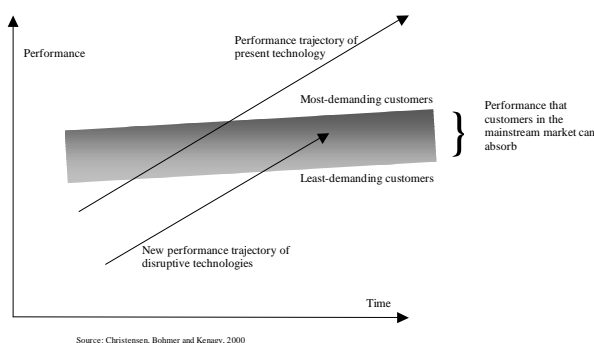 Performance
Performance trajectory of
present technology
Most-demanding customers
Performance that
customers in the
mainstream market can
absorb
Least-demanding customers
New performance trajectory of
disruptive technologies
Time
Source: Christensen, Bohmer and Kenagy, 2000